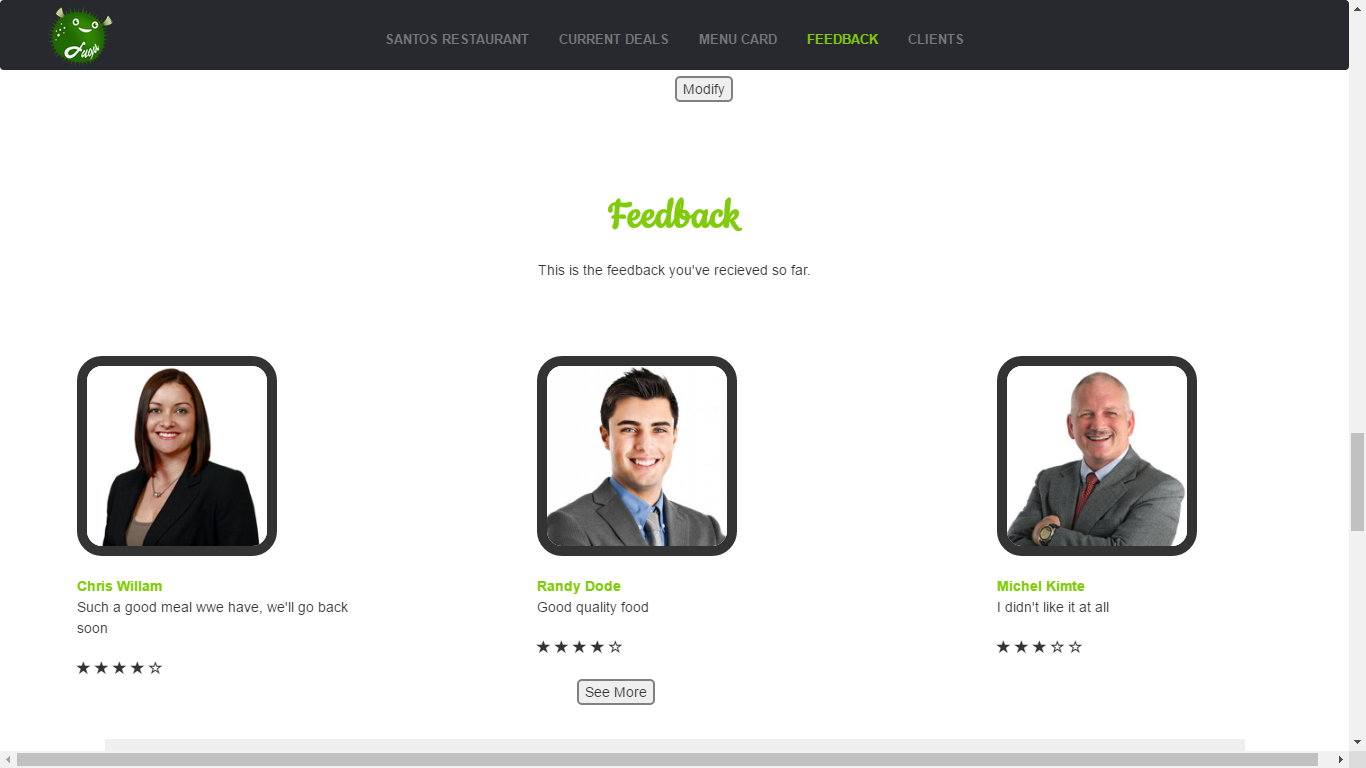 Fugu
SANTOS RESTAURANT CURRENT DEALS MENU CARD FEEDBACK CLIENTS
Modify
Feedback
This is the feedback you've recieved so far.
Chris Willam
Such a good meal wwe have, we'll go back
soon
★★★★☆
Randy Dode
Good quality food
★★★★☆
Michel Kimte
I didn't like it at all
★★★☆☆
See More